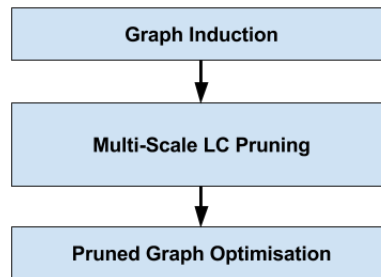 Graph Induction
Multi-Scale LC Pruning
Pruned Graph Optimisation